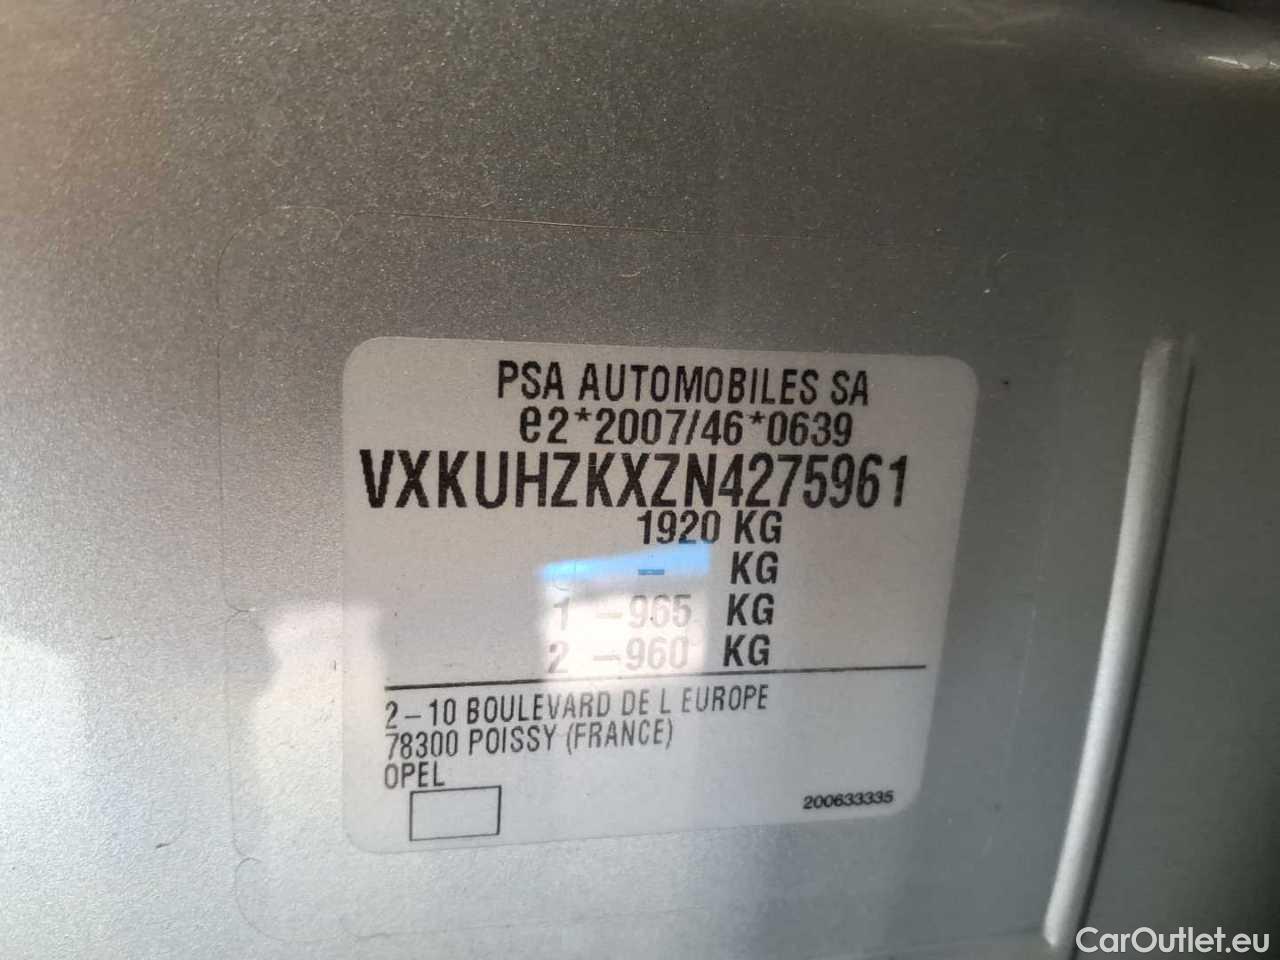 PSA AUTOMOBILES SA
e2*2007/46*0639
VXKUHZKXZN4275961
1920 KG
- KG
1 -965 KG
2 -960 KG
2-10 BOULEVARD DE L EUROPE
78300 POISSY (FRANCE)
OPEL
200633335
CarOutlet.eu